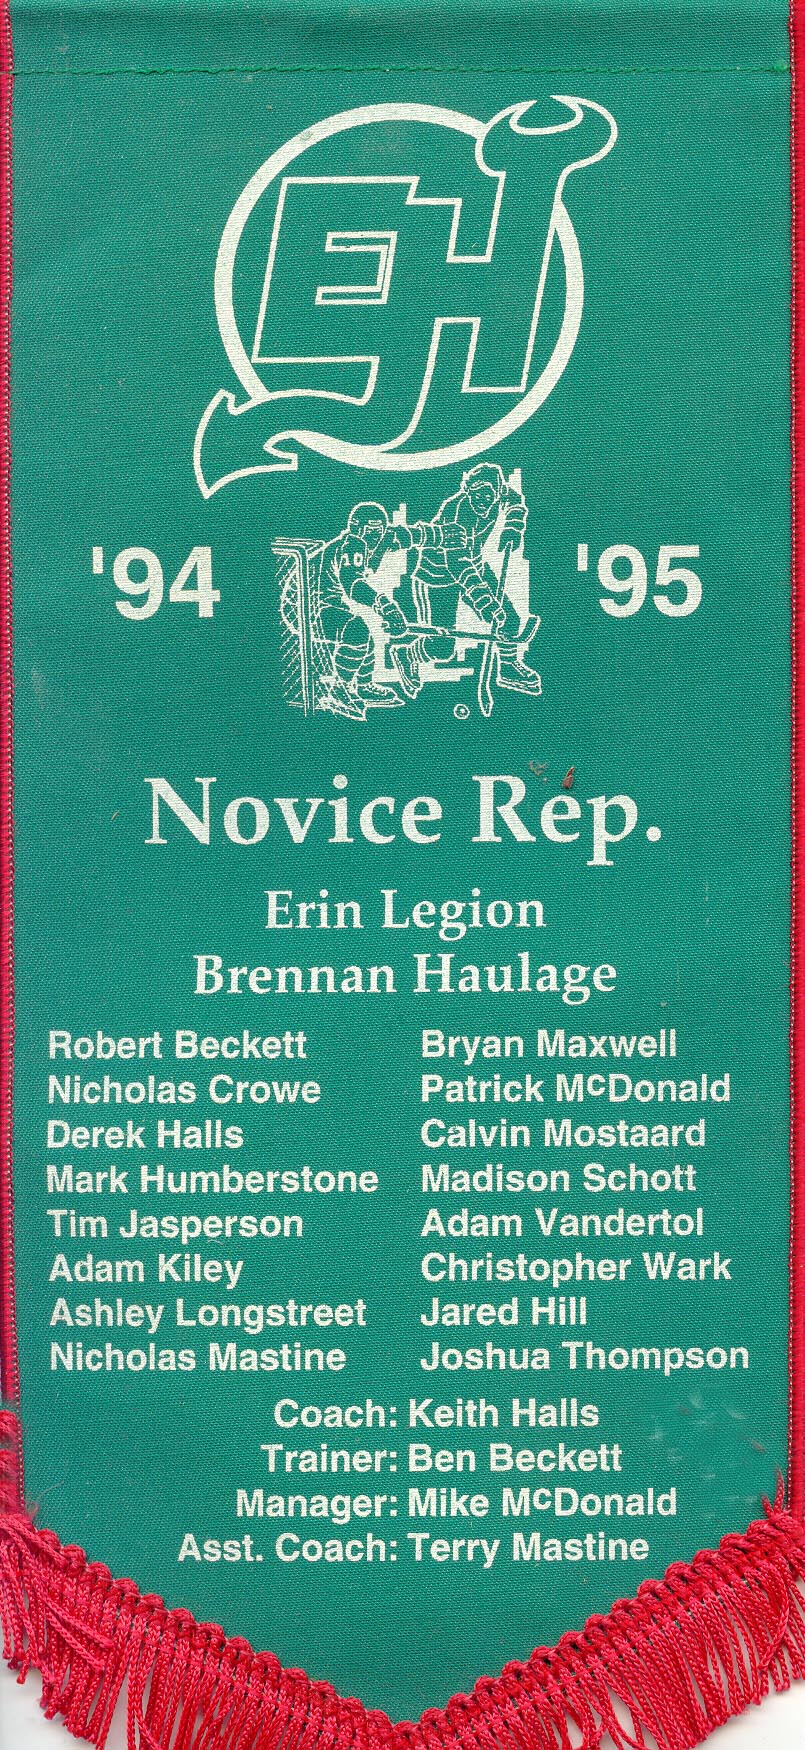 EH
'94 '95
10
Novice Rep.
Erin Legion
Brennan Haulage
Robert Beckett
Nicholas Crowe
Derek Halls
Mark Humberstone
Tim Jasperson
Adam Kiley
Ashley Longstreet
Nicholas Mastine
Bryan Maxwell
Patrick McDonald
Calvin Mostaard
Madison Schott
Adam Vandertol
Christopher Wark
Jared Hill
Joshua Thompson
Coach: Keith Halls
Trainer: Ben Beckett
Manager: Mike McDonald
Asst. Coach: Terry Mastine